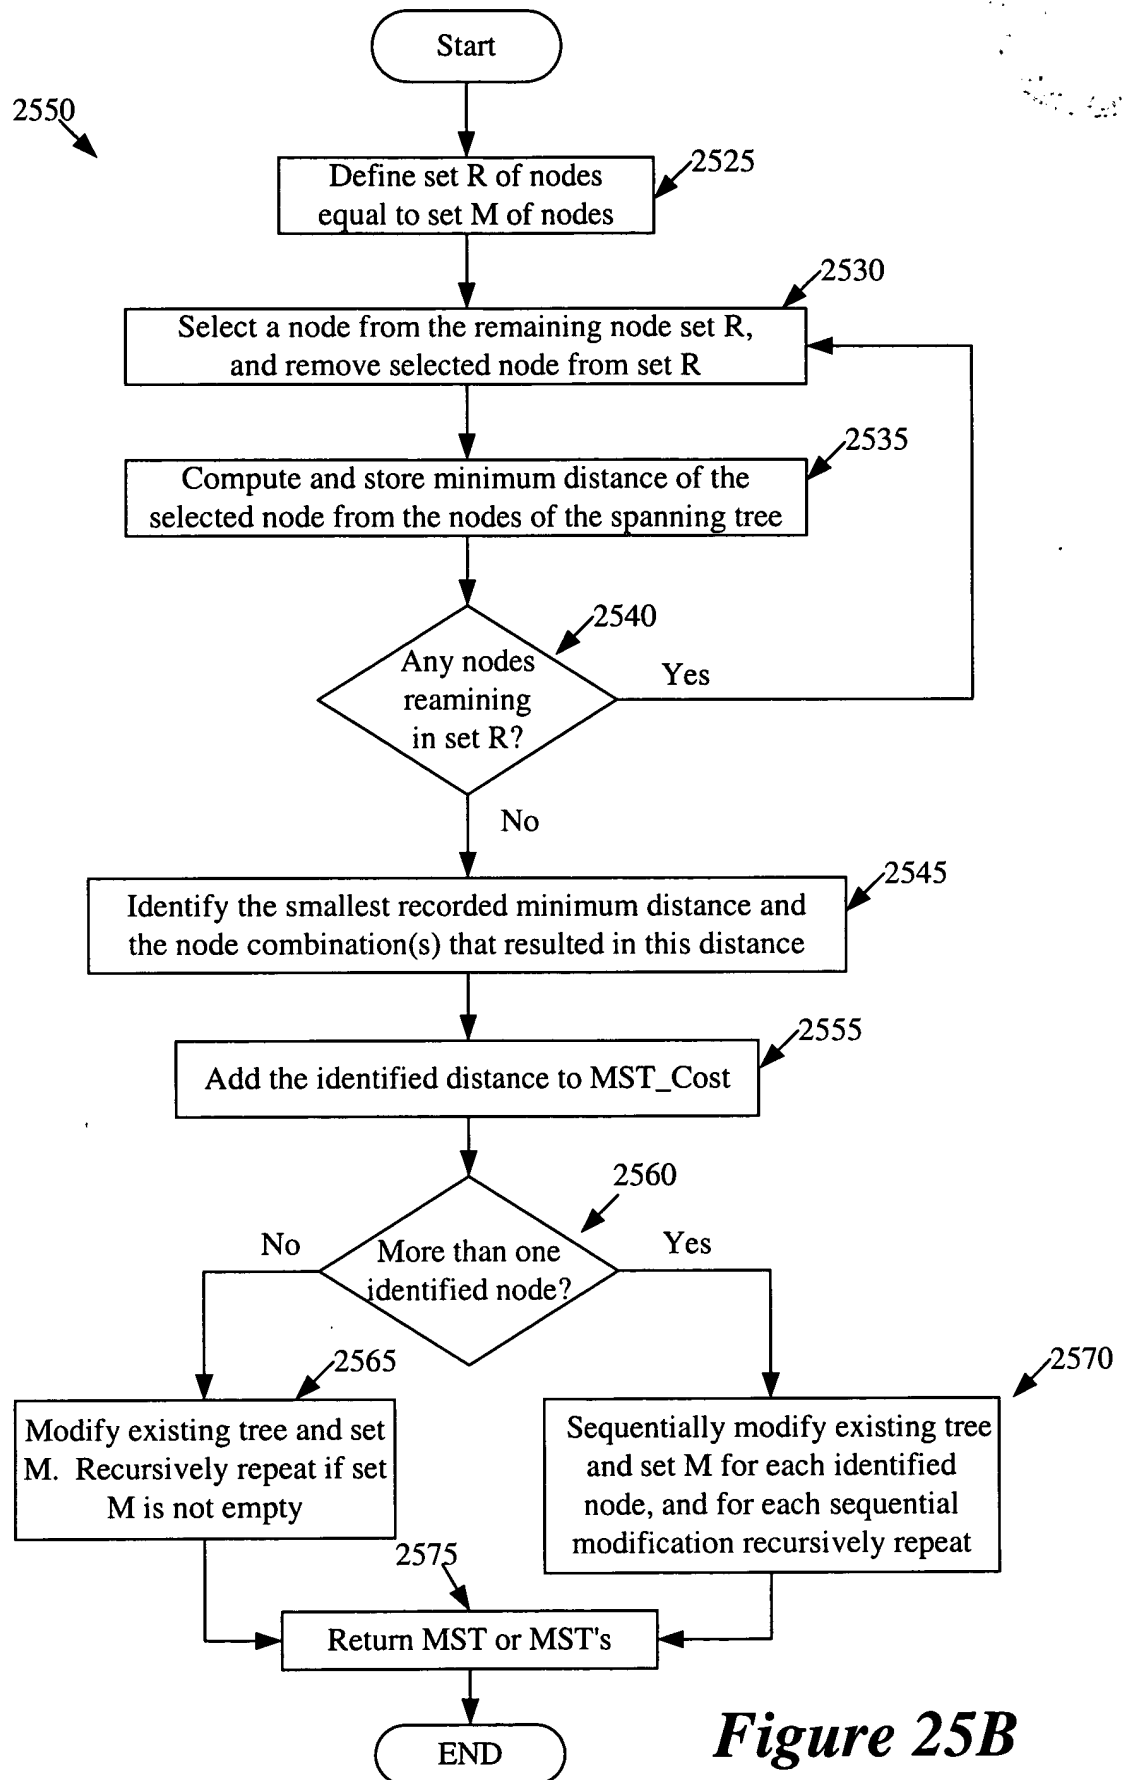 Start
2550
2525
Define set R of nodes
equal to set M of nodes
2530
Select a node from the remaining node set R,
and remove selected node from set R
2535
Compute and store minimum distance of the
selected node from the nodes of the spanning tree
2540
Any nodes
reamining
in set R?
Yes
No
2545
Identify the smallest recorded minimum distance and
the node combination(s) that resulted in this distance
2555
Add the identified distance to MST_Cost
2560
No
More than one
identified node?
Yes
2565
Modify existing tree and set
M. Recursively repeat if set
M is not empty
2570
Sequentially modify existing tree
and set M for each identified
node, and for each sequential
modification recursively repeat
2575
Return MST or MST's
END
Figure 25B